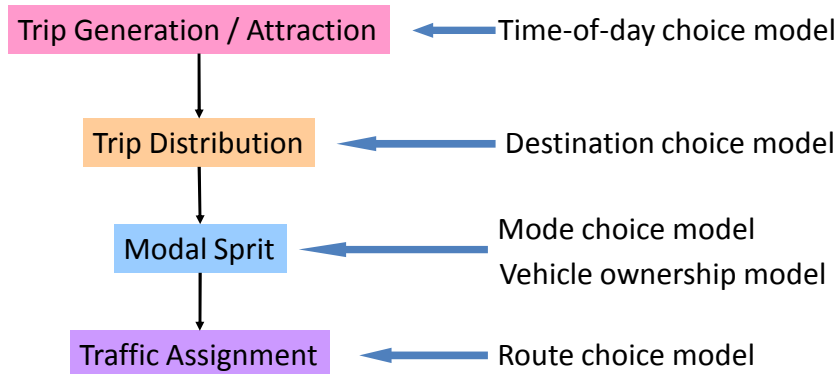 Trip Generation / Attraction
Time-of-day choice model
Trip Distribution
Destination choice model
Modal Sprit
Mode choice model
Vehicle ownership model
Traffic Assignment
Route choice model